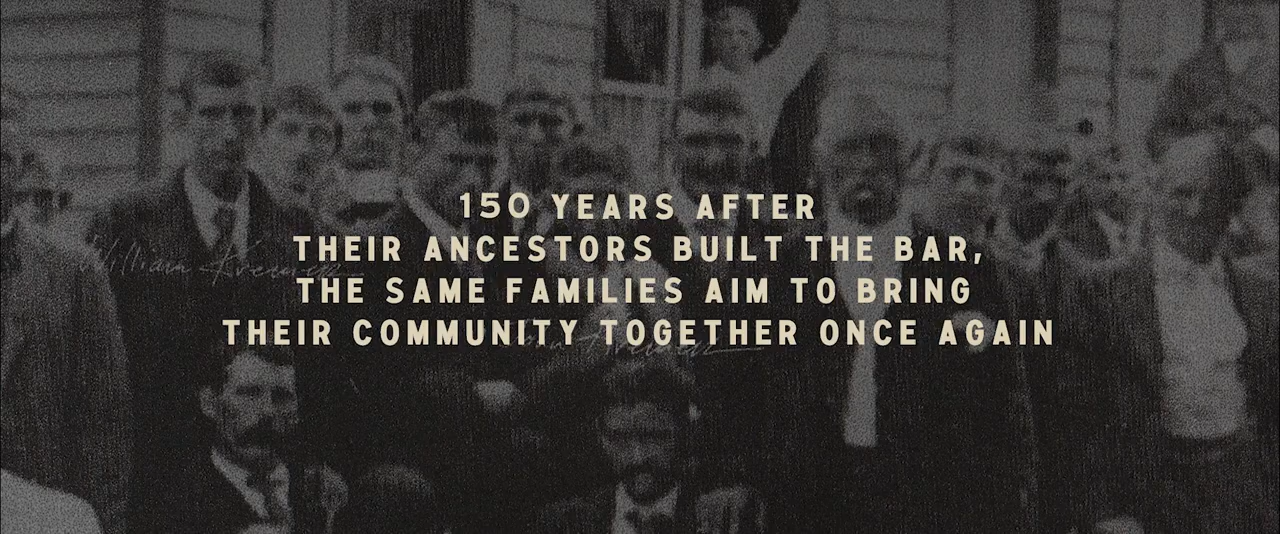 150 YEARS AFTER
THEIR ANCESTORS BUILT THE BAR,
THE SAME FAMILIES AIM TO BRING
THEIR COMMUNITY TOGETHER ONCE AGAIN
William